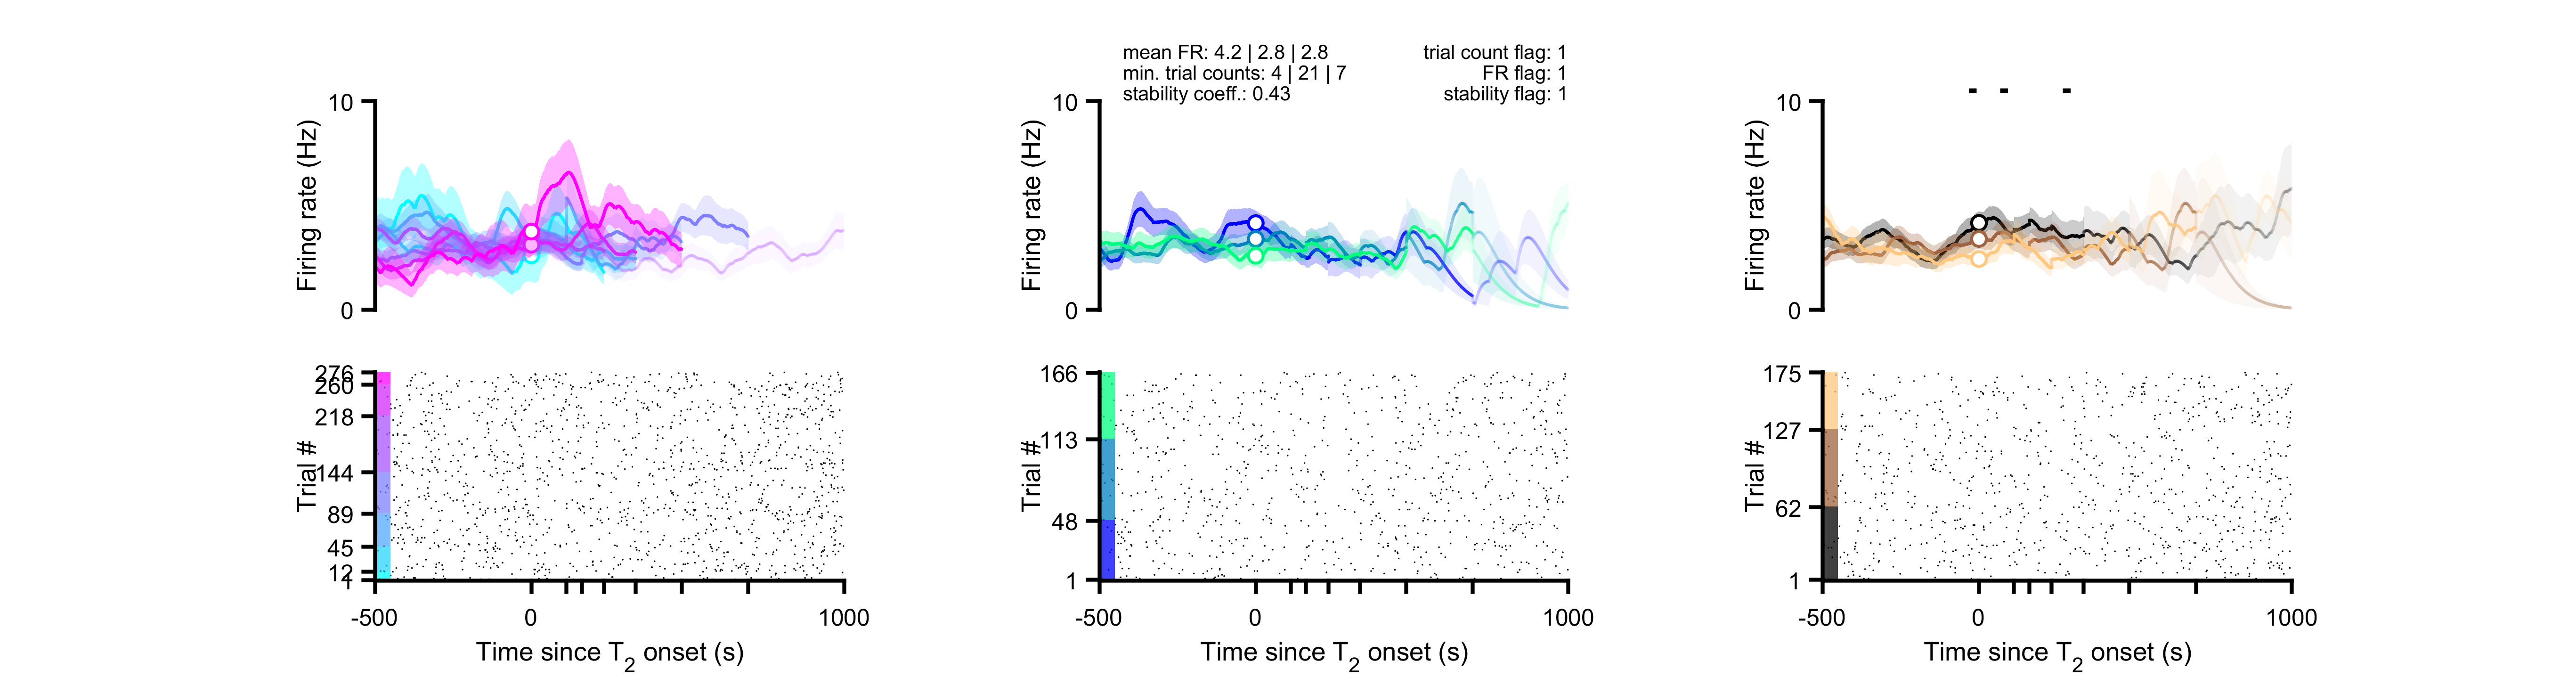 mean FR: 4.2 | 2.8 | 2.8
min. trial counts: 4 | 21 | 7
stability coeff.: 0.43
trial count flag: 1
FR flag: 1
stability flag: 1
10
Firing rate (Hz)
0
10
Firing rate (Hz)
0
10
Firing rate (Hz)
0
276
260
218
144
89
45
12
1
Trial #
-500
0
1000
Time since T2 onset (s)
166
113
48
1
Trial #
-500
0
1000
Time since T2 onset (s)
175
127
62
1
Trial #
-500
0
1000
Time since T2 onset (s)